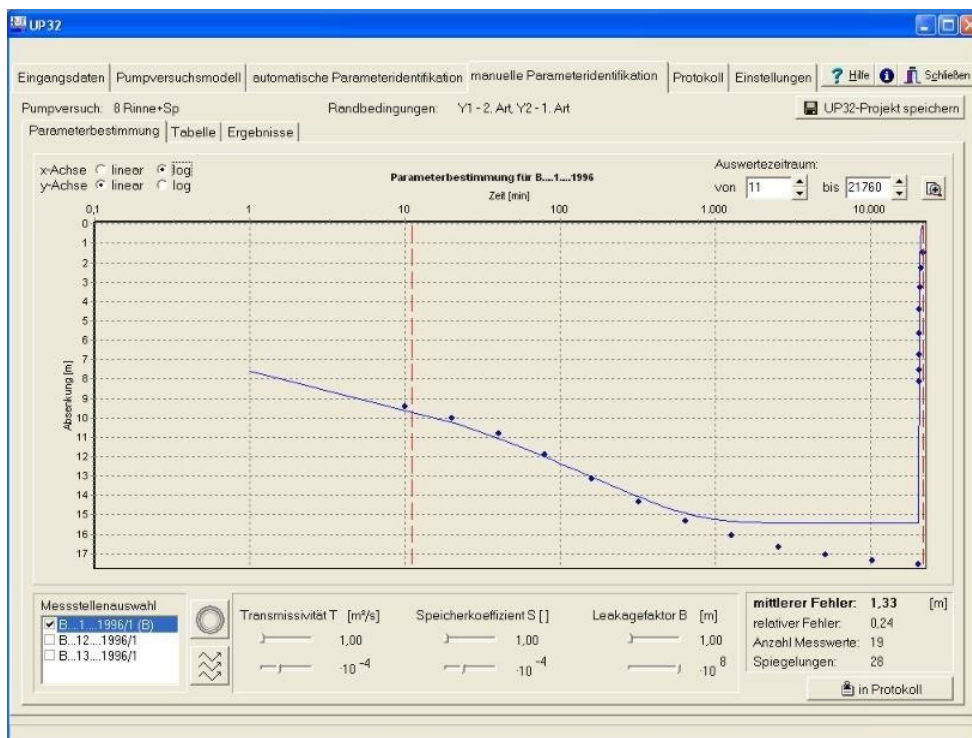 UP32
Eingangsdaten Pumpversuchsmodell automatische Parameteridentifikation manuelle Parameteridentifikation Protokoll Einstellungen Hilfe Schließen
Pumpversuch: 8 Rinne+Sp Randbedingungen: Y1 - 2. Art, Y2 - 1. Art UP32-Projekt speichern
Parameterbestimmung Tabelle Ergebnisse
x-Achse linear log
y-Achse linear log
Parameterbestimmung für B....1....1996
Auswertezeitraum:
von 11 bis 21760
Zeit [min]
0,1 1 10 100 1.000 10.000
Absenkung [m]
0
1
2
3
4
5
6
7
8
9
10
11
12
13
14
15
16
17
Messstellenauswahl
B...1....1996/1 (B)
B...12....1996/1
B...13....1996/1
Transmissivität T [m²/s]
1,00
·10 -4
Speicherkoeffizient S [ ]
1,00
·10 -4
Leakagefaktor B [m]
1,00
·10 8
mittlerer Fehler: 1,33 [m]
relativer Fehler: 0,24
Anzahl Messwerte: 19
Spiegelungen: 28
in Protokoll